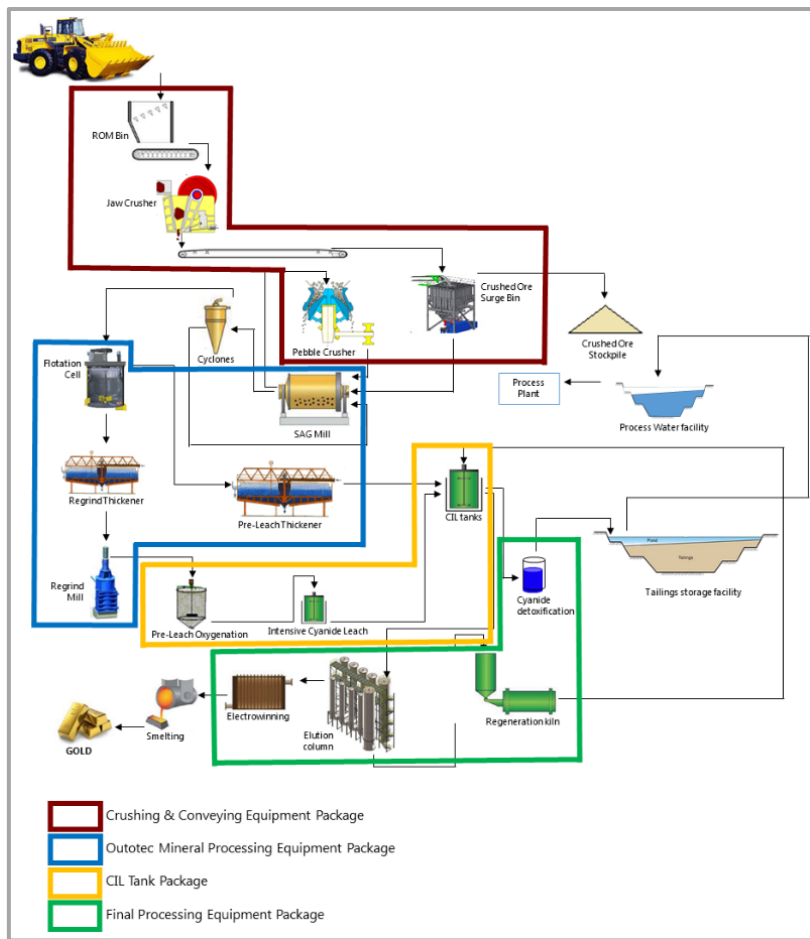 ROM Bin
Jaw Crusher
Crushed Ore
Surge Bin
Cyclones
Pebble Crusher
Crushed Ore
Stockpile
Flotation
Cell
Process
Plant
SAG Mill
Process Water facility
Regrind Thickener
Pre-Leach Thickener
CIL tanks
Pond
Tailings
Regrind
Mill
Cyanide
detoxification
Tailings storage facility
Pre-Leach Oxygenation
Intensive Cyanide Leach
Electrowinning
Regeneration kiln
Smelting
Elution
column
GOLD
Crushing & Conveying Equipment Package
Outotec Mineral Processing Equipment Package
CIL Tank Package
Final Processing Equipment Package